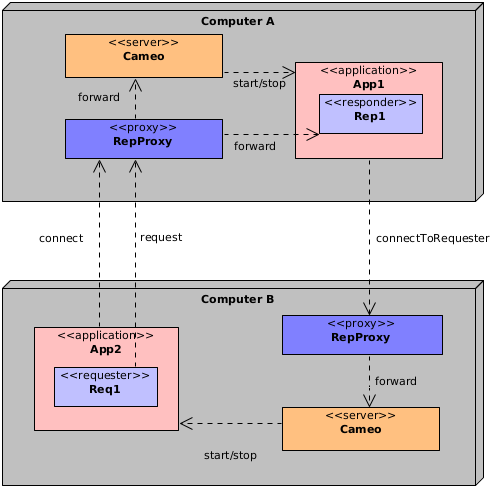 Computer A
<<server>>
Cameo
start/stop
<<application>>
App1
<<responder>>
Rep1
forward
<<proxy>>
RepProxy
forward
connect
request
connectToRequester
Computer B
<<application>>
App2
<<requester>>
Req1
<<proxy>>
RepProxy
forward
<<server>>
Cameo
start/stop